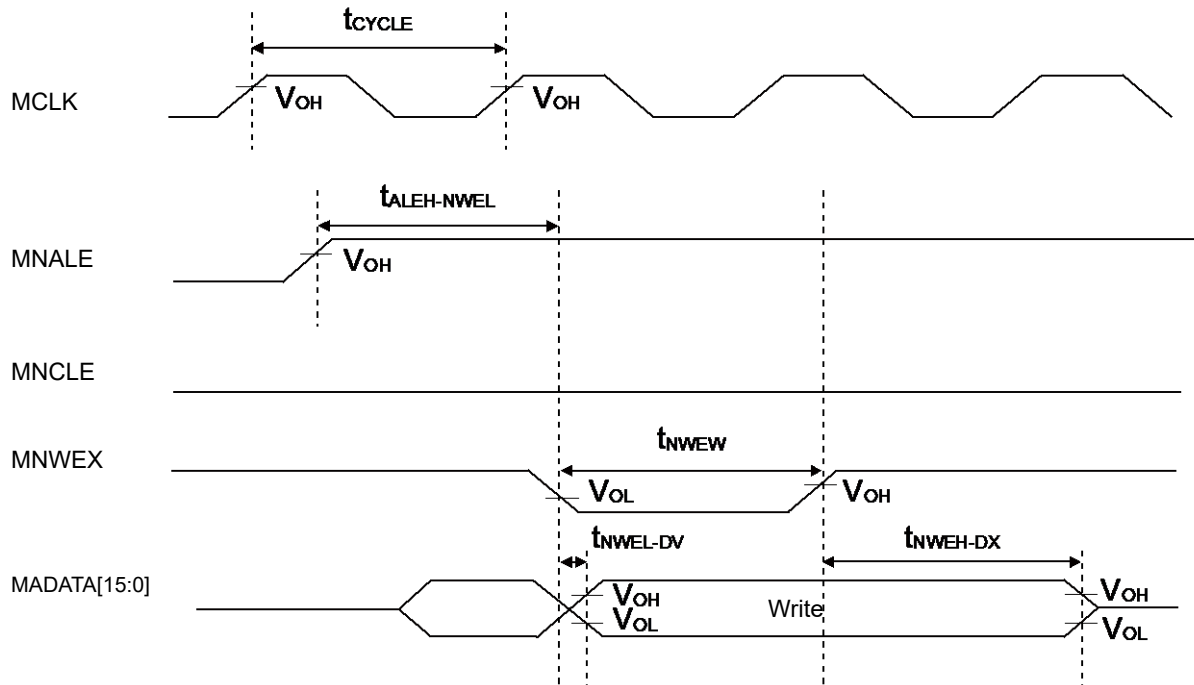 tCYCLE
MCLK
VOH VOH
tALEH-NWEL
MNALE
VOH
MNCLE
tNWEW
MNWEX
VOL VOH
tNWEL-DV tNWEH-DX
MADATA[15:0]
VOH Write VOH
VOL VOL